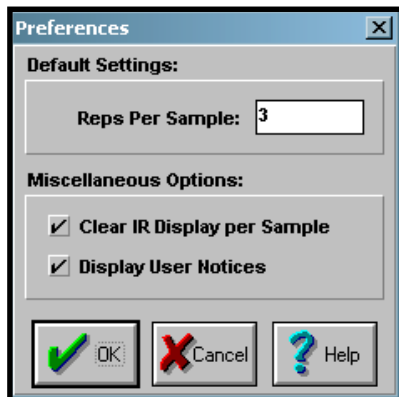 Preferences
Default Settings:
Reps Per Sample: 3
Miscellaneous Options:
Clear IR Display per Sample
Display User Notices
OK Cancel Help